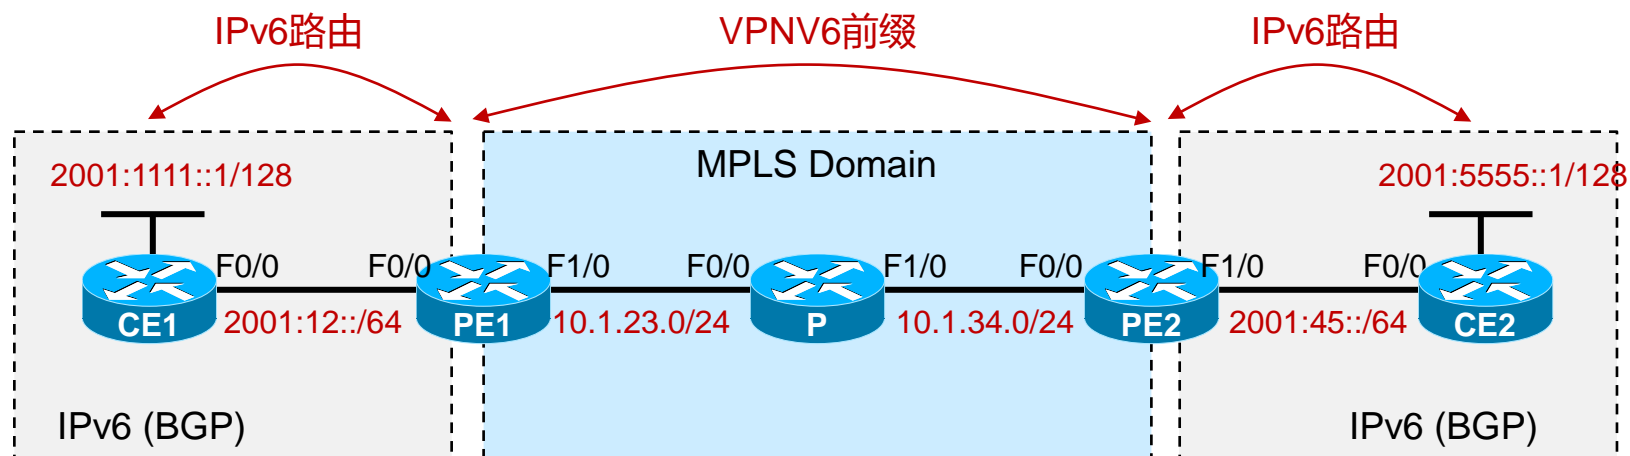 IPv6路由
VPNV6前缀
IPv6路由
MPLS Domain
2001:1111::1/128
2001:5555::1/128
F0/0
F0/0
F1/0
F0/0
F1/0
F0/0
F1/0
F0/0
CE1
2001:12::/64
PE1
10.1.23.0/24
P
10.1.34.0/24
PE2
2001:45::/64
CE2
IPv6 (BGP)
IPv6 (BGP)